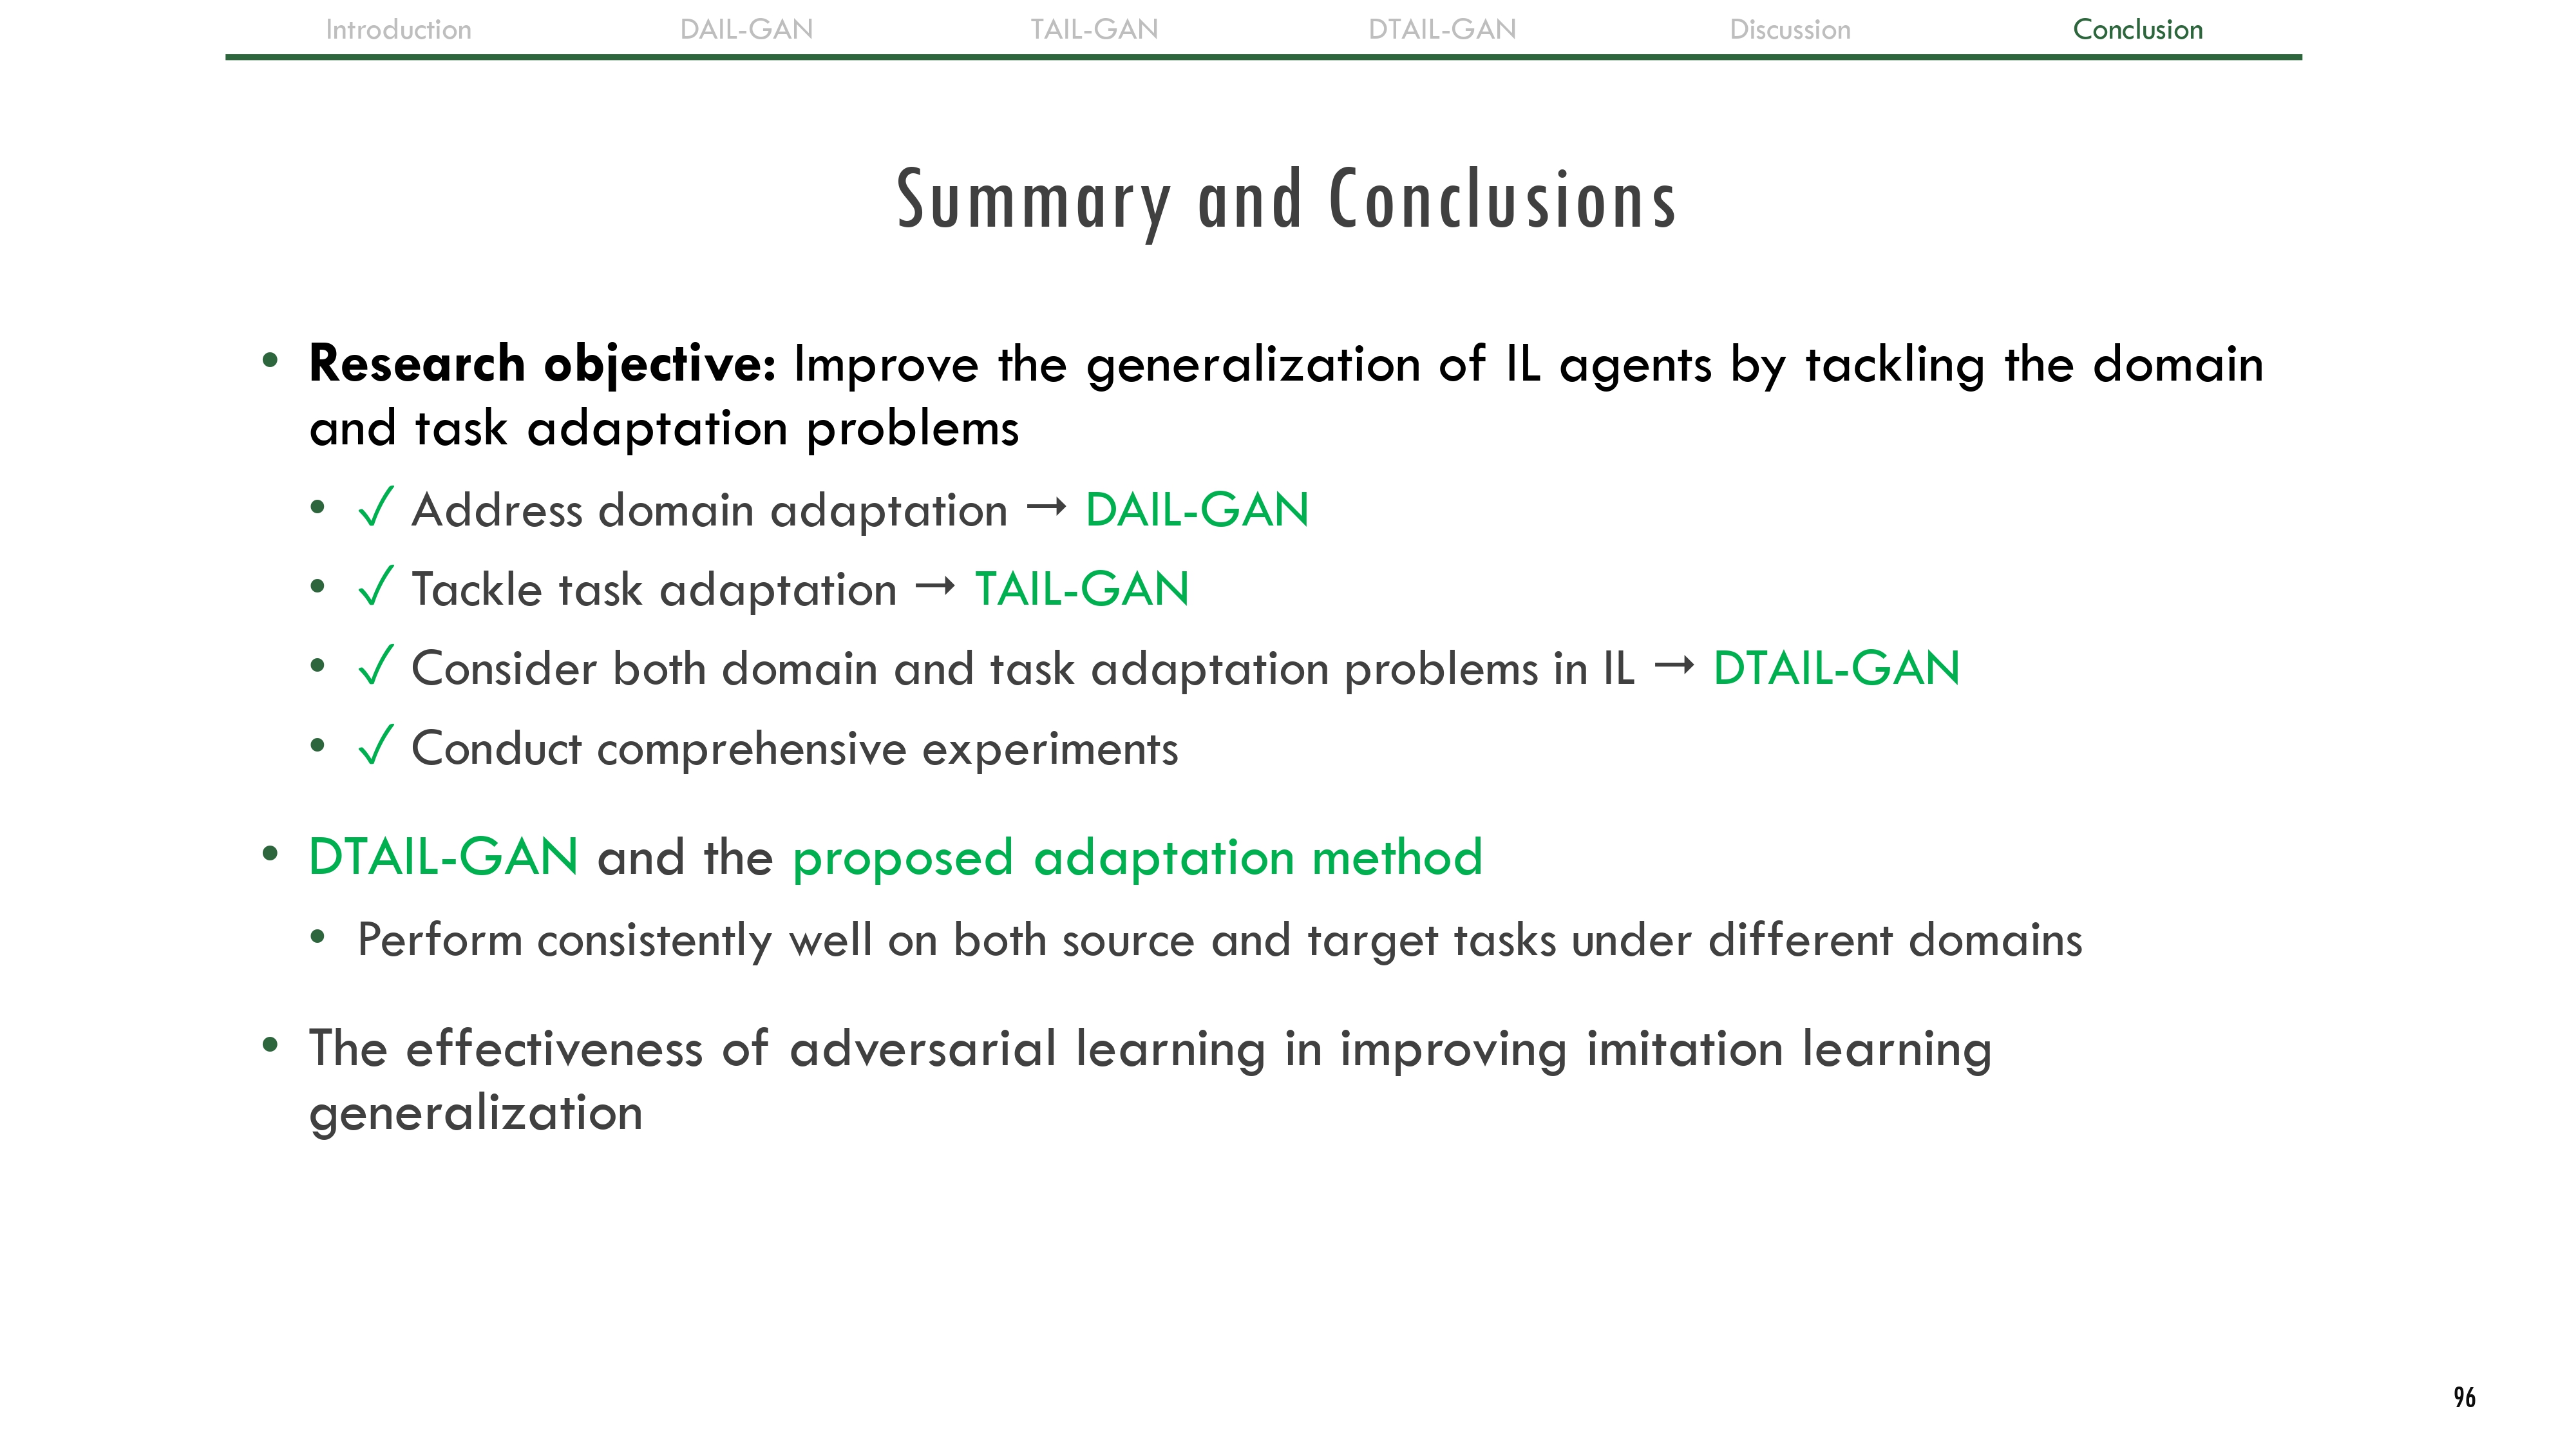 Introduction DAIL-GAN TAIL-GAN DTAIL-GAN Discussion Conclusion
Summary and Conclusions
• Research objective: Improve the generalization of IL agents by tackling the domain
and task adaptation problems
• ✓ Address domain adaptation → DAIL-GAN
• ✓ Tackle task adaptation → TAIL-GAN
• ✓ Consider both domain and task adaptation problems in IL → DTAIL-GAN
• ✓ Conduct comprehensive experiments
• DTAIL-GAN and the proposed adaptation method
• Perform consistently well on both source and target tasks under different domains
• The effectiveness of adversarial learning in improving imitation learning
generalization
96